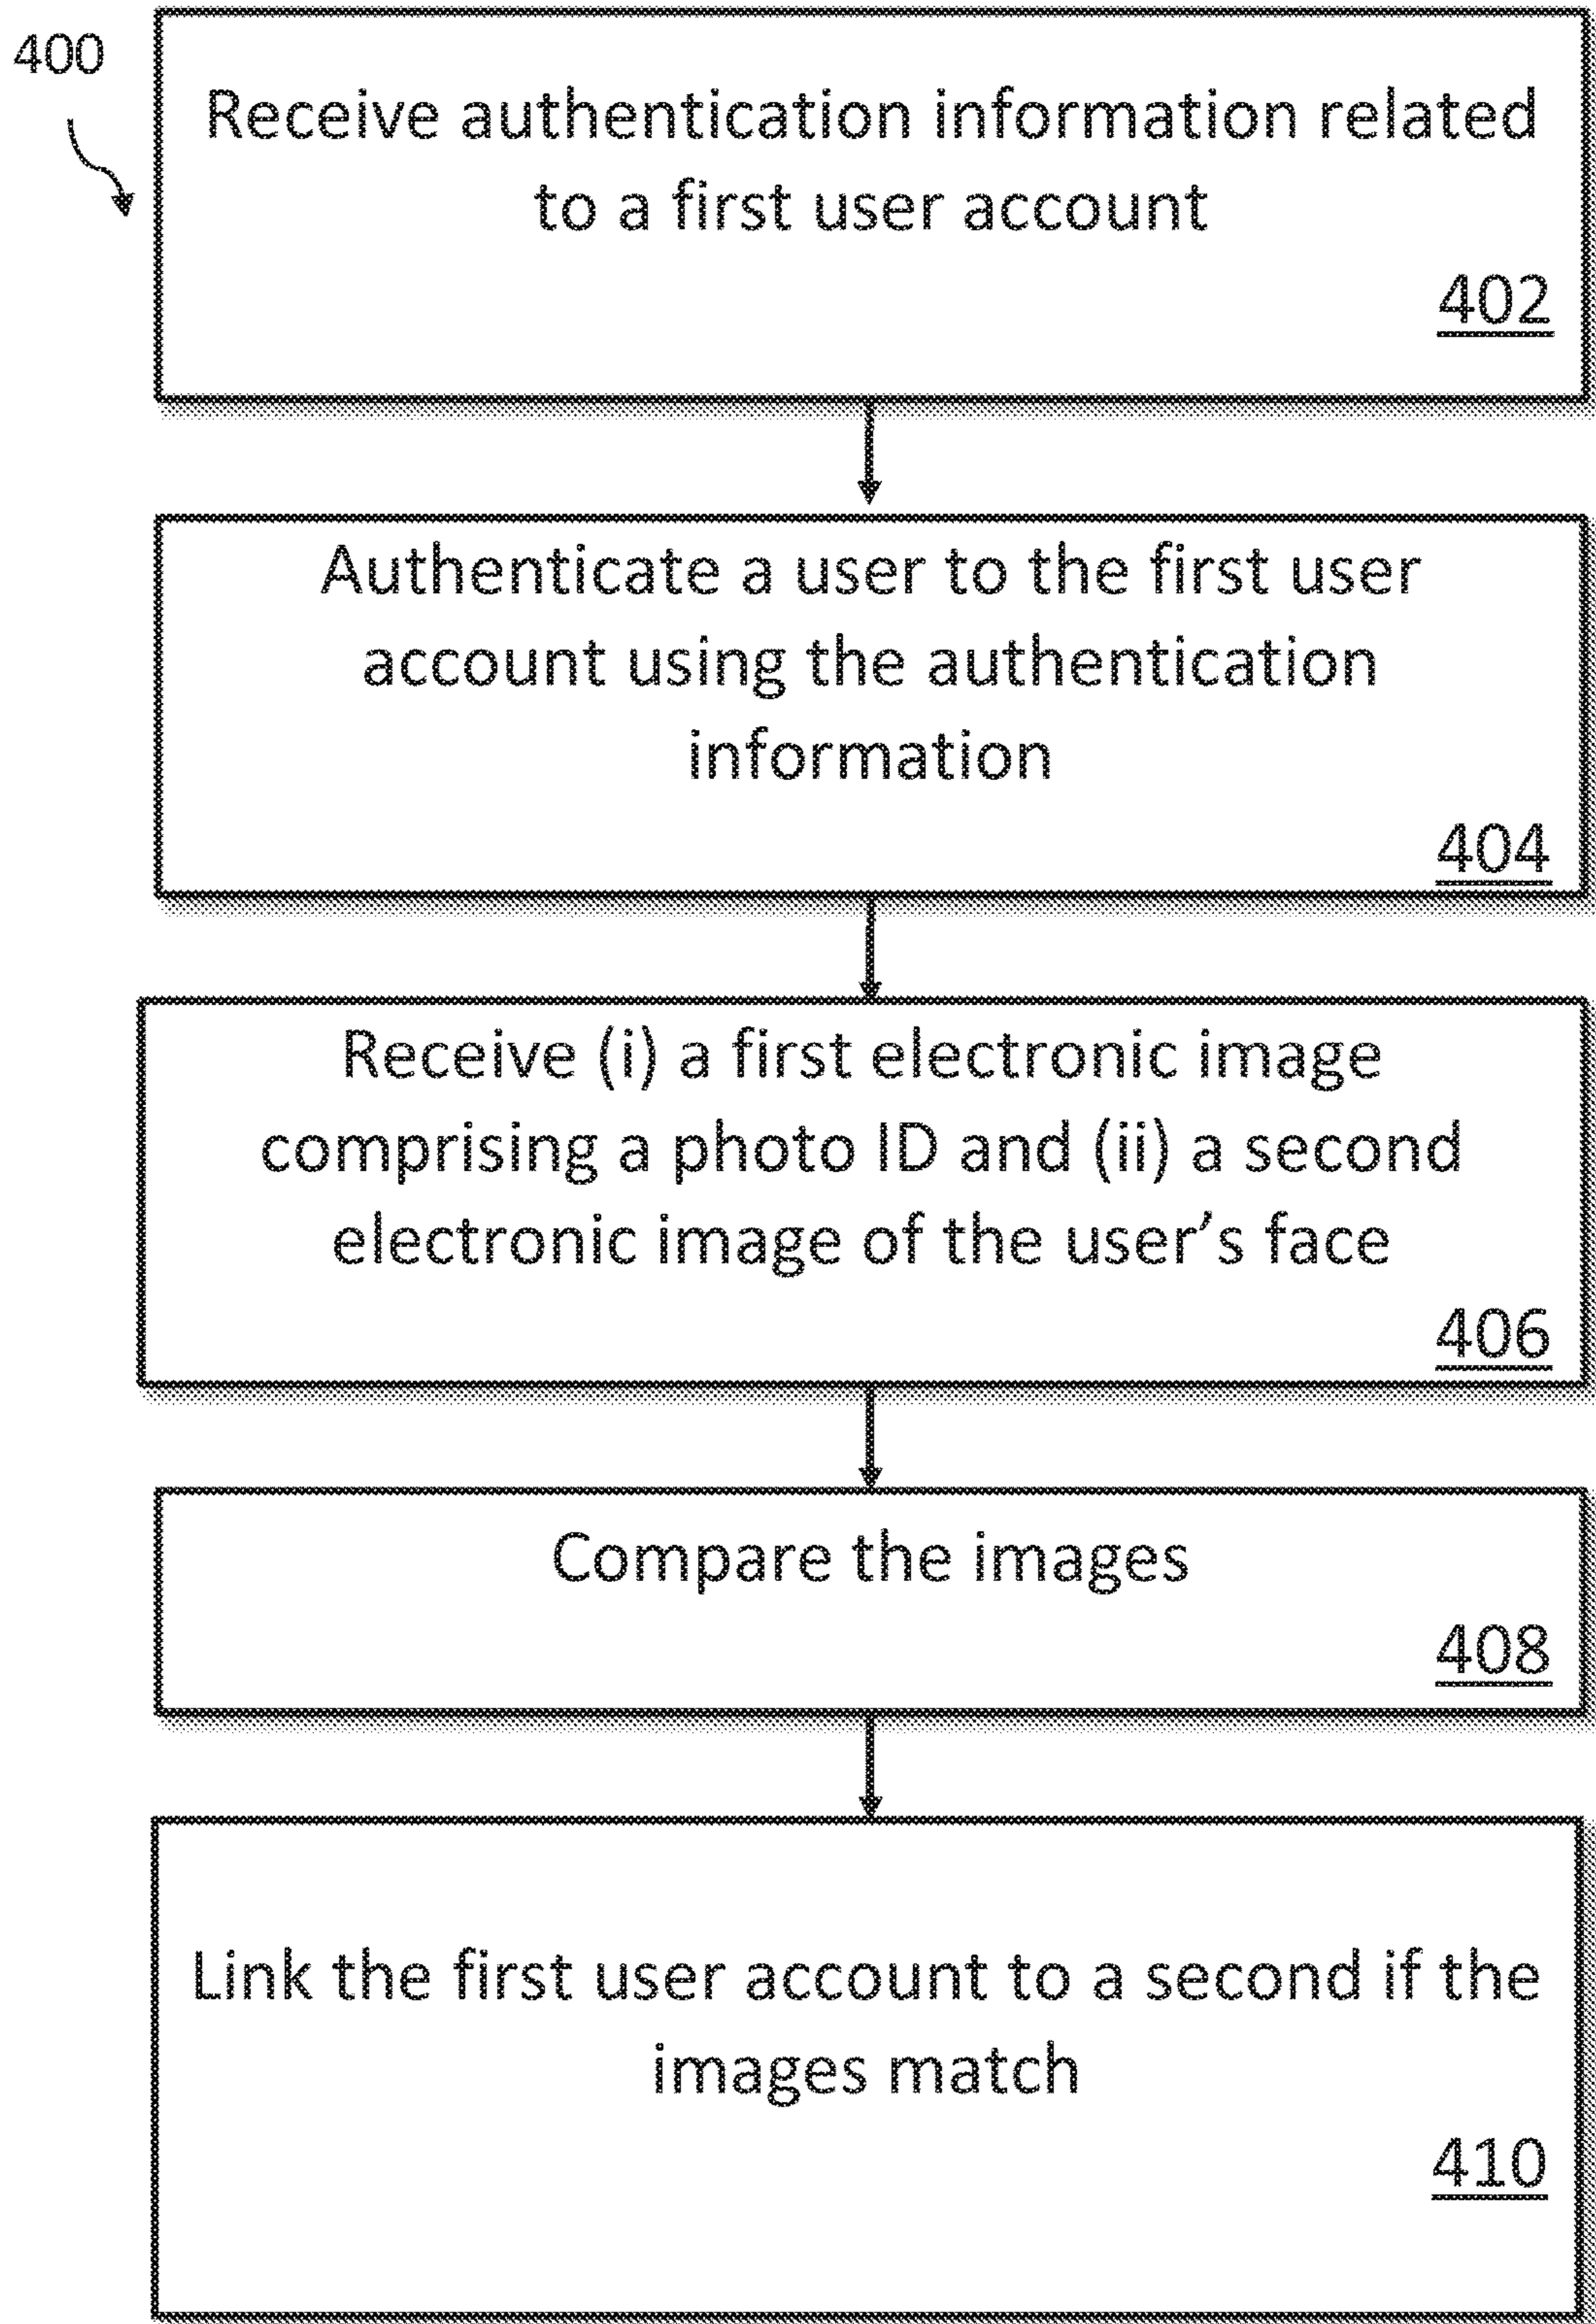 400
Receive authentication information related
to a first user account
402
Authenticate a user to the first user
account using the authentication
information
404
Receive (i) a first electronic image
comprising a photo ID and (ii) a second
electronic image of the user’s face
406
Compare the images
408
Link the first user account to a second if the
images match
410